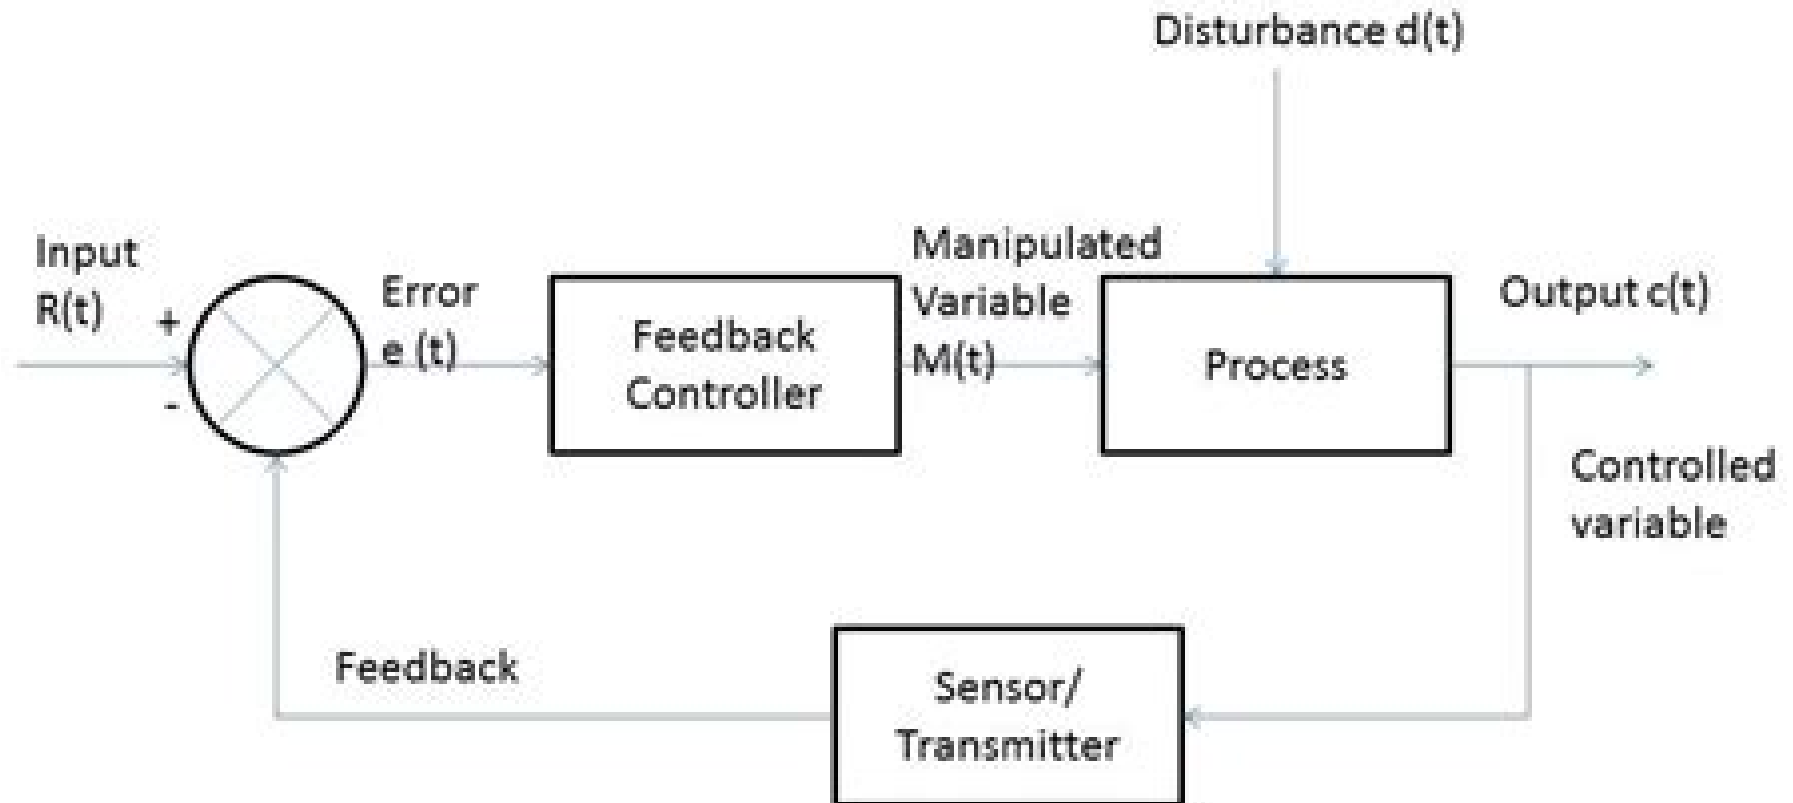 Disturbance d(t)
Input
R(t)
+
-
Error
e (t)
Feedback
Controller
Manipulated
Variable
M(t)
Process
Output c(t)
Controlled
variable
Feedback
Sensor/
Transmitter